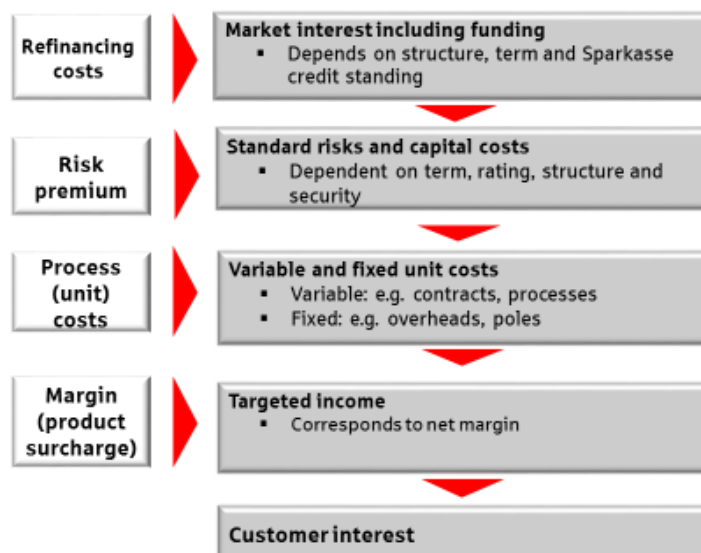 Refinancing
costs
Market interest including funding
▪ Depends on structure, term and Sparkasse
credit standing
Risk
premium
Standard risks and capital costs
▪ Dependent on term, rating, structure and
security
Process
(unit)
costs
Variable and fixed unit costs
▪ Variable: e.g. contracts, processes
▪ Fixed: e.g. overheads, poles
Margin
(product
surcharge)
Targeted income
▪ Corresponds to net margin
Customer interest